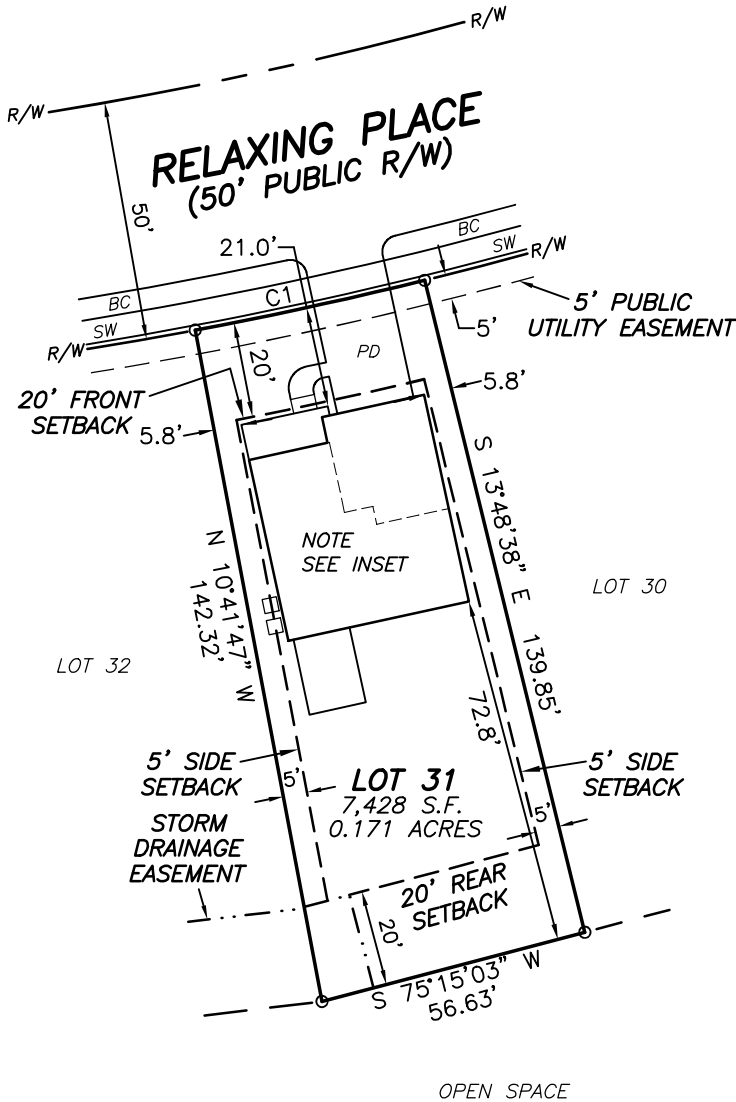 R/W
R/W
RELAXING PLACE
(50' PUBLIC R/W)
50'
21.0'
BC
SW
R/W
C1
BC
SW
R/W
5' PUBLIC
UTILITY EASEMENT
5'
PD
20'
20' FRONT
SETBACK
5.8'
5.8'
S 13°48'38" E 139.85'
NOTE
SEE INSET
N 10°41'47" W
142.32'
LOT 30
LOT 32
72.8'
5' SIDE
SETBACK
5'
LOT 31
7,428 S.F.
0.171 ACRES
5' SIDE
SETBACK
5'
STORM
DRAINAGE
EASEMENT
20' REAR
SETBACK
20'
S 75°15'03" W
56.63'
OPEN SPACE